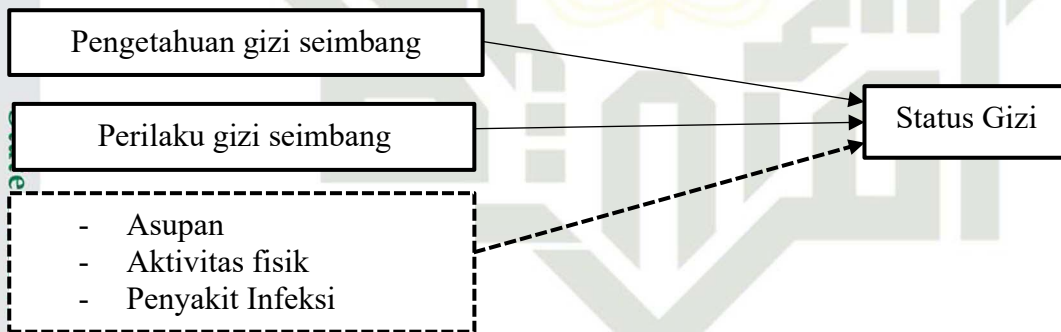 Pengetahuan gizi seimbang
Perilaku gizi seimbang
Status Gizi
- Asupan
- Aktivitas fisik
- Penyakit Infeksi